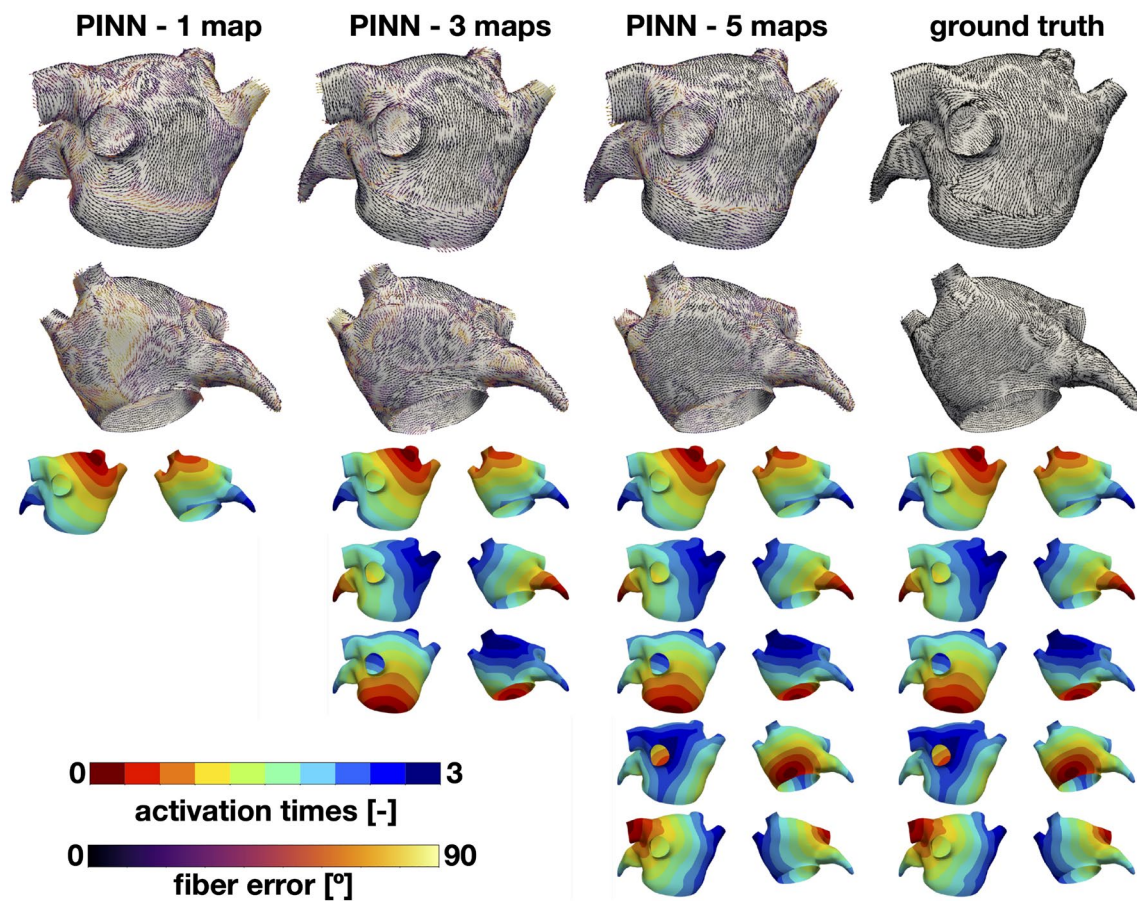 PINN - 1 map
PINN - 3 maps
PINN - 5 maps
ground truth
0
3
activation times [-]
0
90
fiber error [º]